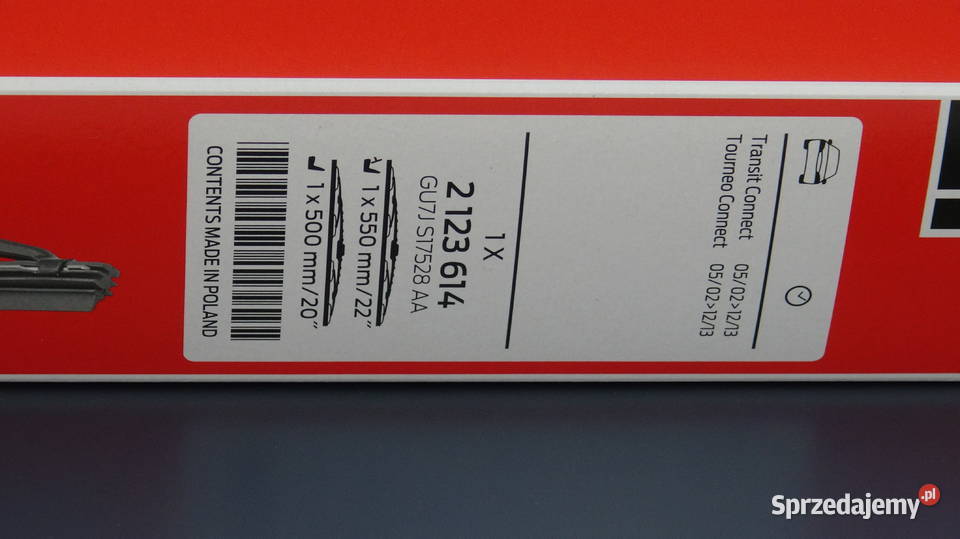 Transit Connect 05/02>12/13
Tourneo Connect 05/02>12/13
1 X
2 123 614
GU7J S17528 AA
1 x 550 mm/22"
1 x 500 mm/20"
CONTENTS MADE IN POLAND
Sprzedajemy.pl